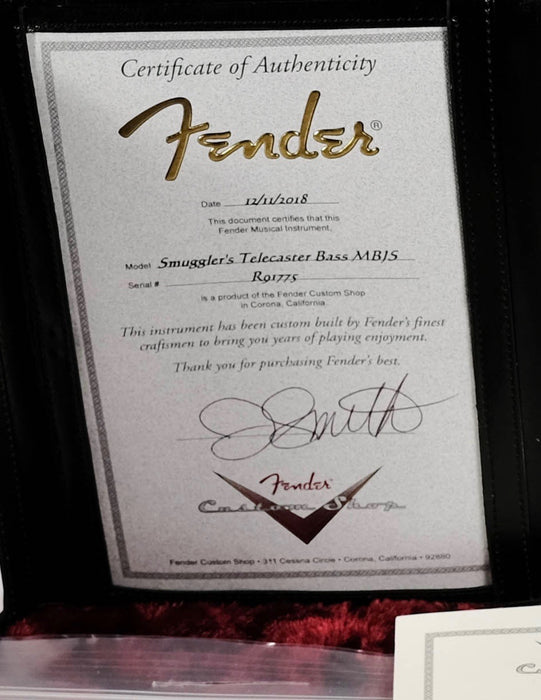 Certificate of Authenticity
Fender®
Date 12/11/2018
This document certifies that this
Fender Musical Instrument,
Model Smuggler's Telecaster Bass MBJS
Serial # R91775
is a product of the Fender Custom Shop
in Corona, California
This instrument has been custom built by Fender's finest
craftsmen to bring you years of playing enjoyment.
Thank you for purchasing Fender's best.
JSmith
Fender
Custom Shop
Fender Custom Shop • 311 Cessna Circle • Corona, California • 92880
C